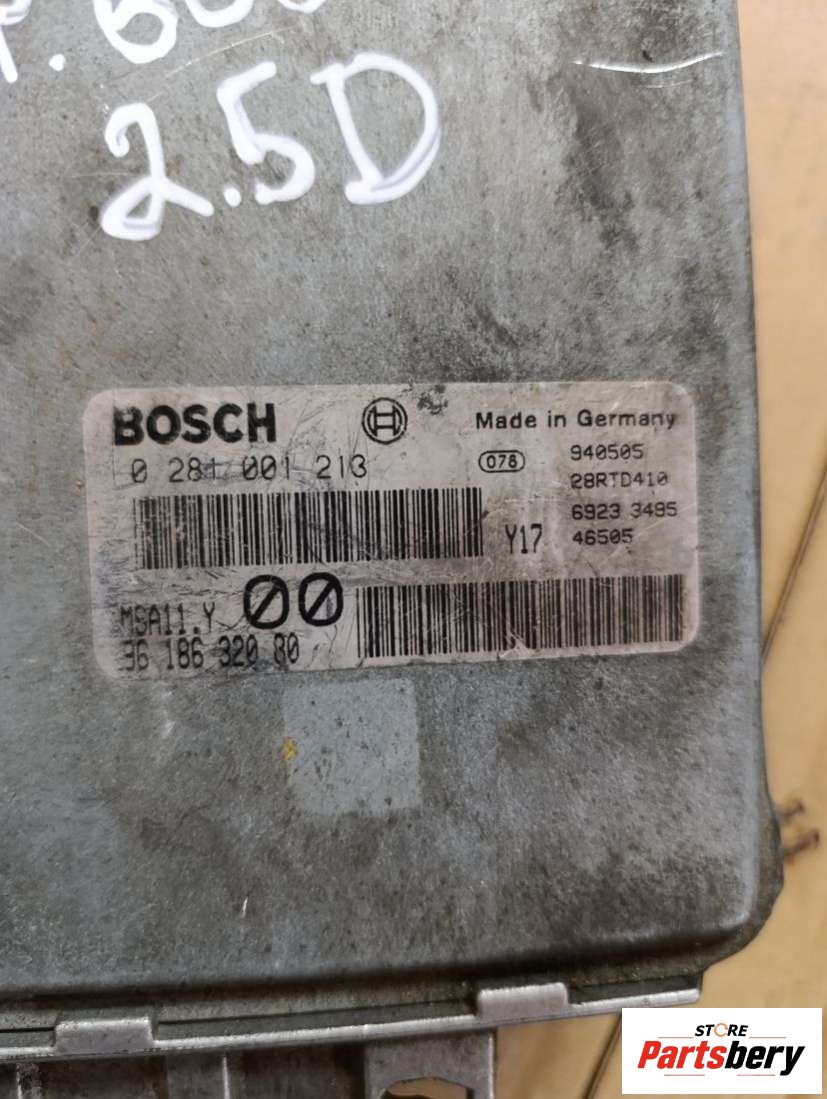 2.5D
BOSCH
Made in Germany
0 281 001 213
078
940505
28RTD410
6923 3495
Y17
46505
MSA11.Y
00
96 186 320 80
STORE
Partsbery